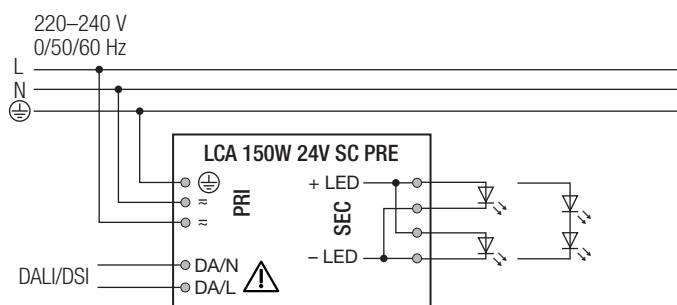 220–240 V
0/50/60 Hz
L
N
LCA 150W 24V SC PRE
PRI
≂
≂
+ LED
SEC
– LED
DALI/DSI
DA/N
DA/L